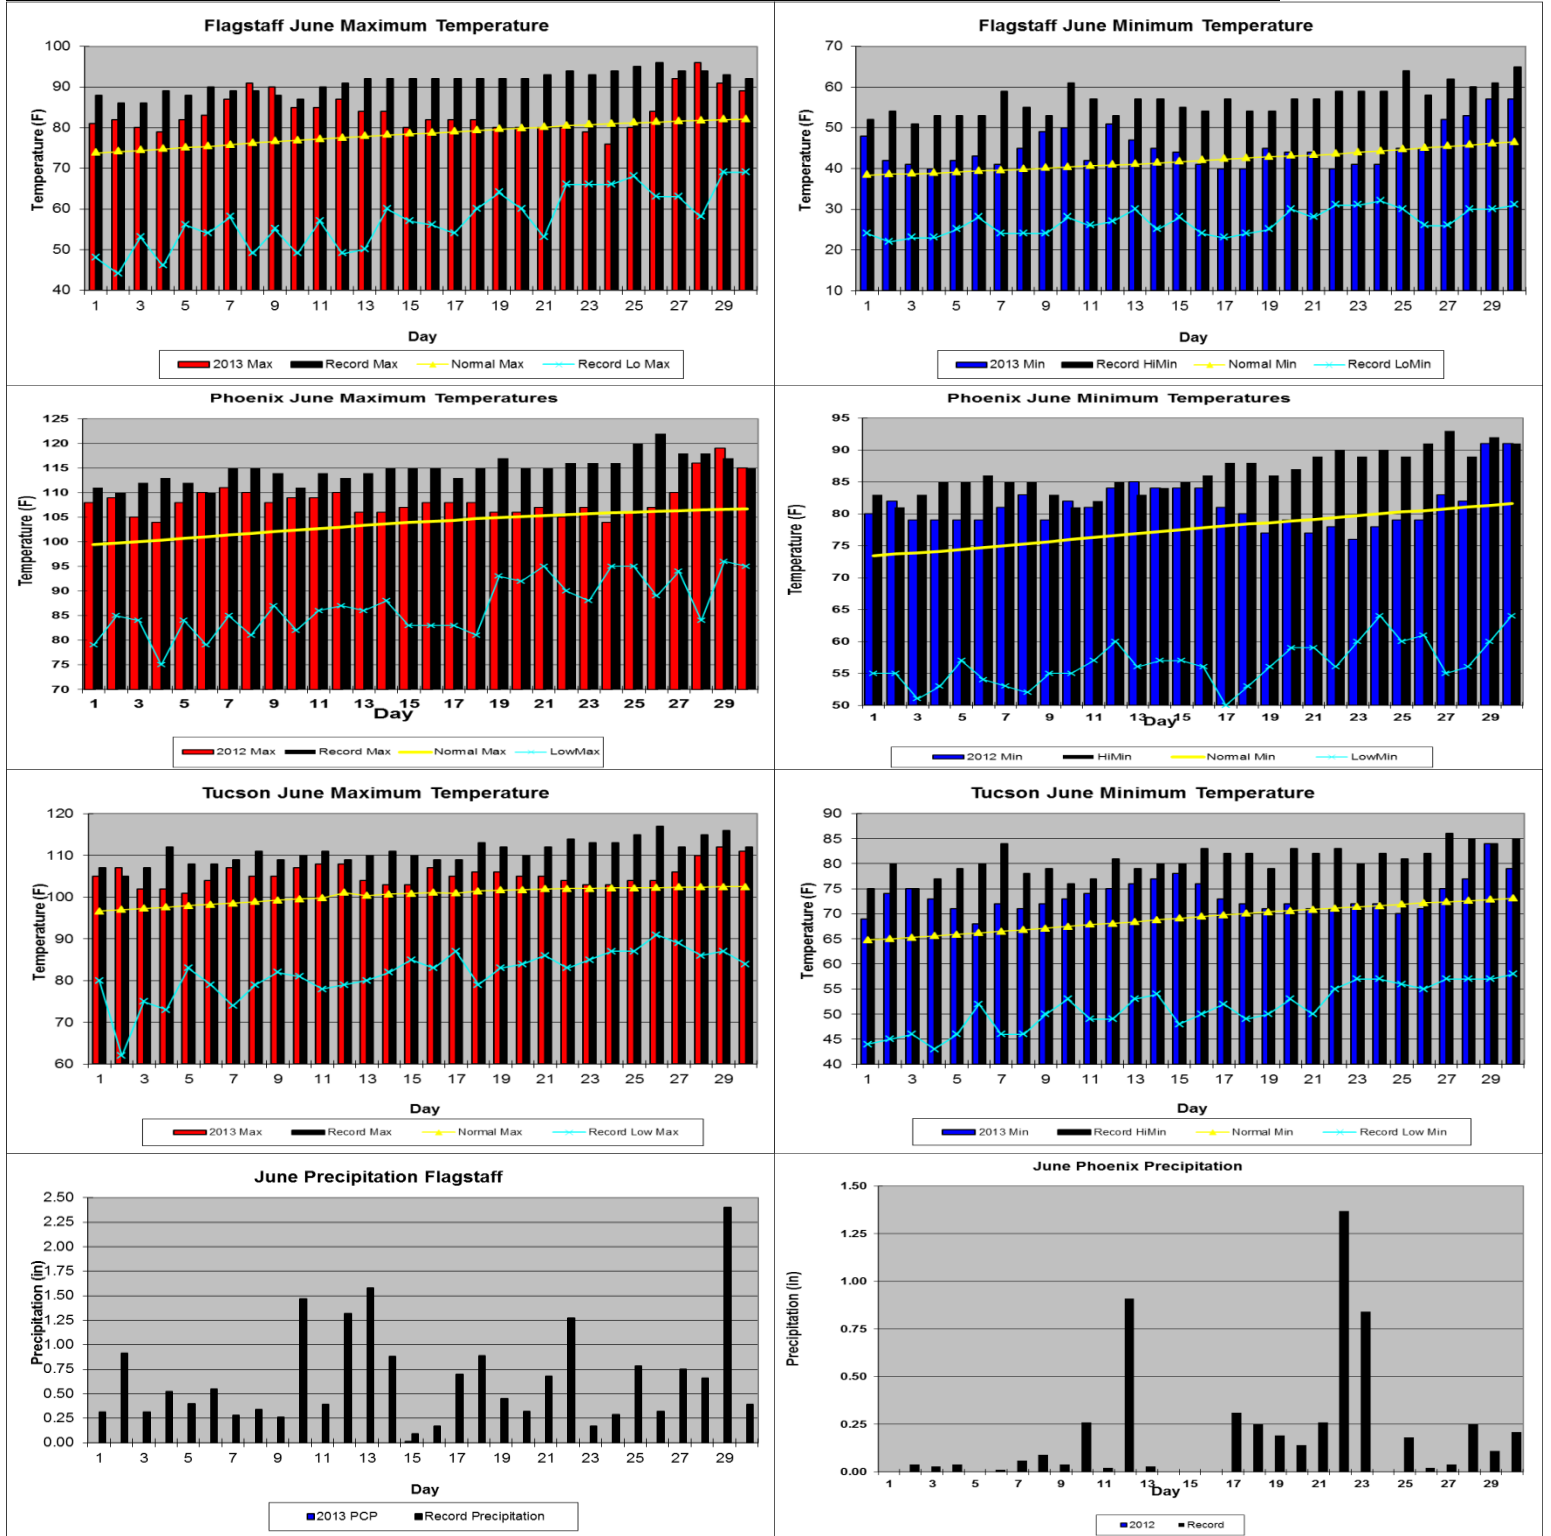 Flagstaff June Maximum Temperature
Temperature (F)
100
90
80
70
60
50
40
1 3 5 7 9 11 13 15 17 19 21 23 25 27 29
Day
2013 Max Record Max Normal Max Record Lo Max
Flagstaff June Minimum Temperature
Temperature (F)
70
60
50
40
30
20
10
1 3 5 7 9 11 13 15 17 19 21 23 25 27 29
Day
2013 Min Record HiMin Normal Min Record LoMin
Phoenix June Maximum Temperatures
Temperature (F)
125
120
115
110
105
100
95
90
85
80
75
70
1 3 5 7 9 11 13 15 17 19 21 23 25 27 29
Day
2012 Max Record Max Normal Max LowMax
Phoenix June Minimum Temperatures
Temperature (F)
95
90
85
80
75
70
65
60
55
50
1 3 5 7 9 11 13 15 17 19 21 23 25 27 29
Day
2012 Min HiMin Normal Min LowMin
Tucson June Maximum Temperature
Temperature (F)
120
110
100
90
80
70
60
1 3 5 7 9 11 13 15 17 19 21 23 25 27 29
Day
2013 Max Record Max Normal Max Record Low Max
Tucson June Minimum Temperature
Temperature (F)
90
85
80
75
70
65
60
55
50
45
40
1 3 5 7 9 11 13 15 17 19 21 23 25 27 29
Day
2013 Min Record HiMin Normal Min Record Low Min
June Precipitation Flagstaff
Precipitation (in)
2.50
2.25
2.00
1.75
1.50
1.25
1.00
0.75
0.50
0.25
0.00
1 3 5 7 9 11 13 15 17 19 21 23 25 27 29
Day
2013 PCP Record Precipitation
June Phoenix Precipitation
Precipitation (in)
1.50
1.25
1.00
0.75
0.50
0.25
0.00
1 3 5 7 9 11 13 15 17 19 21 23 25 27 29
Day
2012 Record